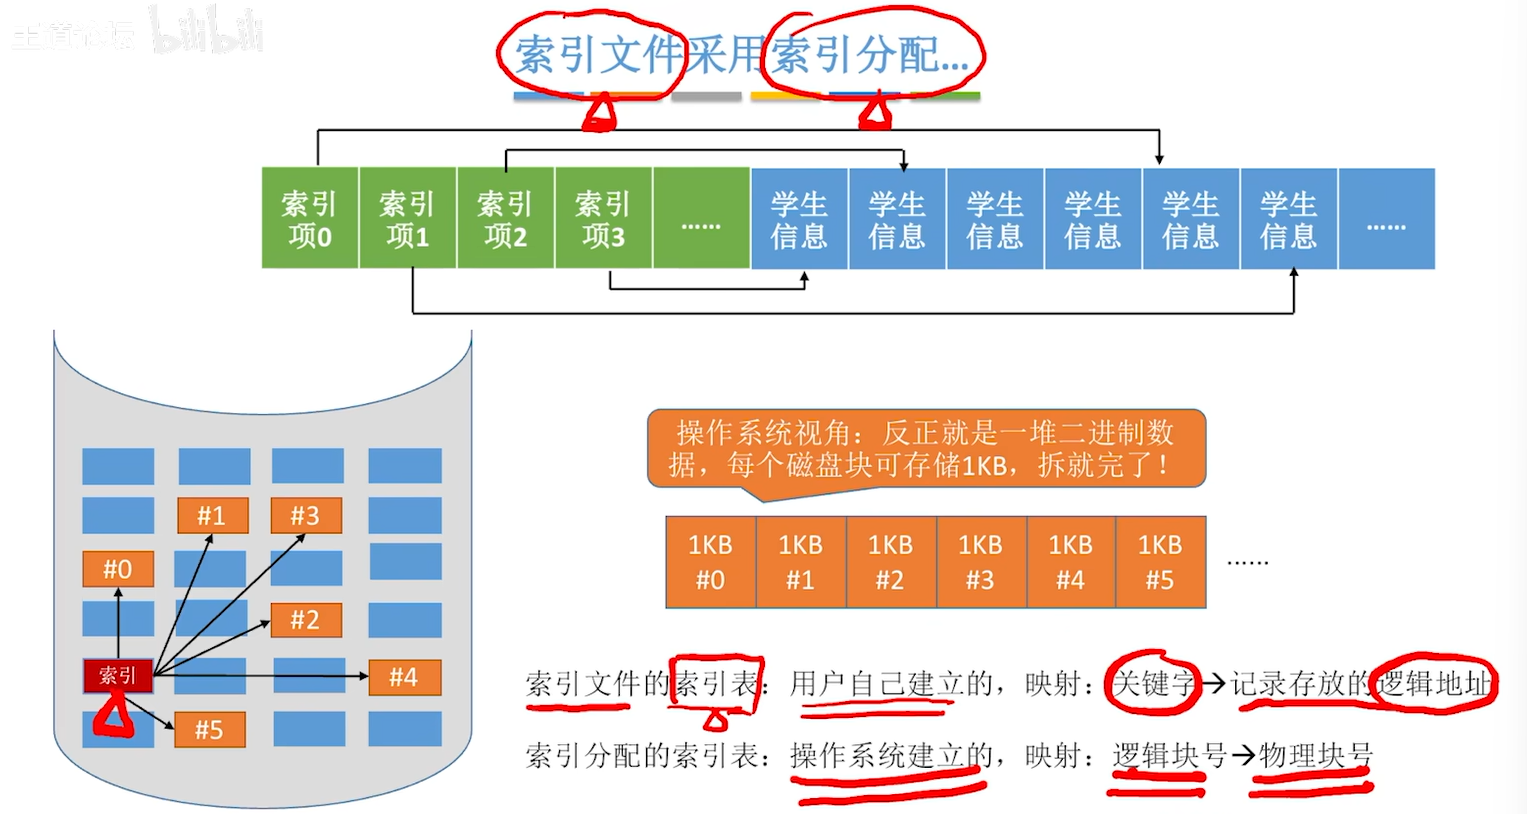 王道论坛 bilibili
索引文件采用索引分配...
索引
项0
索引
项1
索引
项2
索引
项3
......
学生
信息
学生
信息
学生
信息
学生
信息
学生
信息
学生
信息
......
操作系统视角：反正就是一堆二进制数
据，每个磁盘块可存储1KB，拆就完了！
#1
#3
#0
#2
索引
#4
#5
1KB
#0
1KB
#1
1KB
#2
1KB
#3
1KB
#4
1KB
#5
......
索引文件的索引表：用户自己建立的，映射：关键字→记录存放的逻辑地址
索引分配的索引表：操作系统建立的，映射：逻辑块号→物理块号